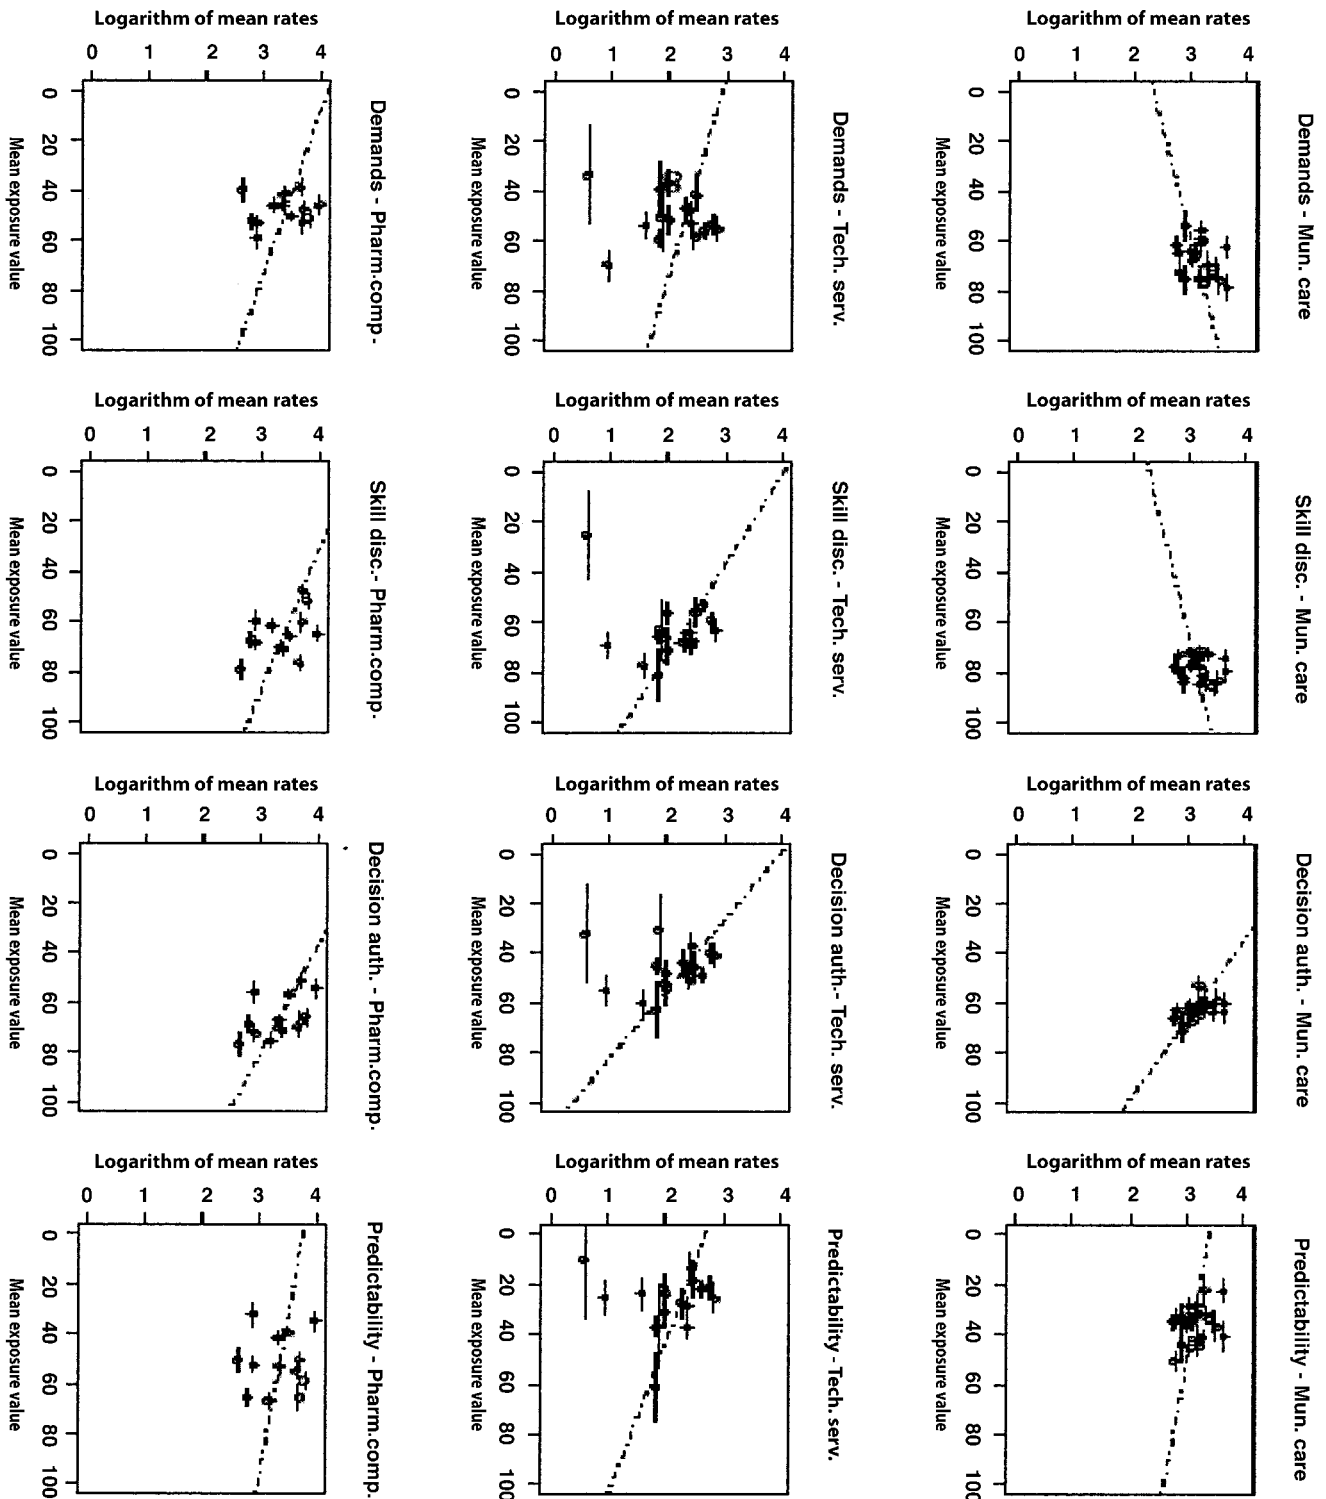 Logarithm of mean rates
0 1 2 3 4
0 20 40 60 80 100
Mean exposure value
Demands - Pharm.comp.
Logarithm of mean rates
0 1 2 3 4
0 20 40 60 80 100
Mean exposure value
Demands - Tech. serv.
Logarithm of mean rates
0 1 2 3 4
0 20 40 60 80 100
Mean exposure value
Demands - Mun. care
Logarithm of mean rates
0 1 2 3 4
0 20 40 60 80 100
Mean exposure value
Skill disc.- Pharm.comp.
Logarithm of mean rates
0 1 2 3 4
0 20 40 60 80 100
Mean exposure value
Skill disc. - Tech. serv.
Logarithm of mean rates
0 1 2 3 4
0 20 40 60 80 100
Mean exposure value
Skill disc. - Mun. care
Logarithm of mean rates
0 1 2 3 4
0 20 40 60 80 100
Mean exposure value
Decision auth. - Pharm.comp.
Logarithm of mean rates
0 1 2 3 4
0 20 40 60 80 100
Mean exposure value
Decision auth.- Tech. serv.
Logarithm of mean rates
0 1 2 3 4
0 20 40 60 80 100
Mean exposure value
Decision auth. - Mun. care
Logarithm of mean rates
0 1 2 3 4
0 20 40 60 80 100
Mean exposure value
Predictability - Pharm.comp.
Logarithm of mean rates
0 1 2 3 4
0 20 40 60 80 100
Mean exposure value
Predictability - Tech. serv.
Logarithm of mean rates
0 1 2 3 4
0 20 40 60 80 100
Mean exposure value
Predictability - Mun. care